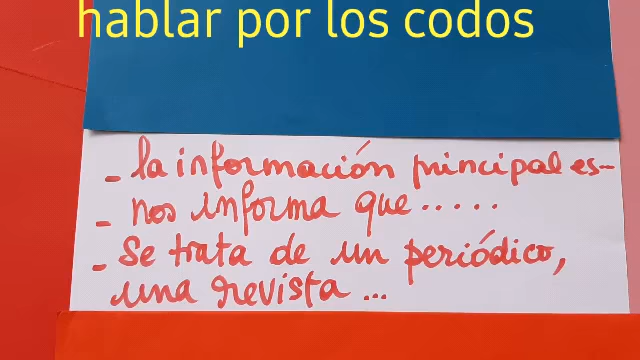 hablar por los codos
- la información principal es--
- nos informa que.....
- Se trata de un periódico,
una revista ...